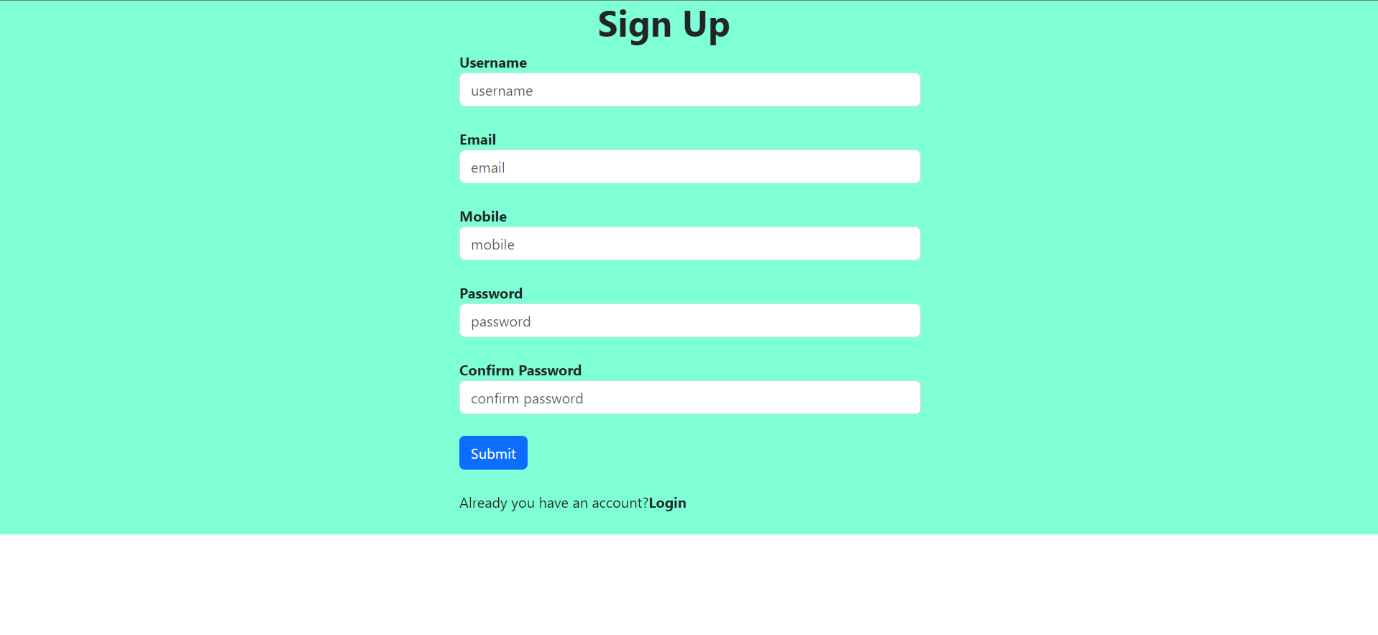 Sign Up
Username
username
Email
email
Mobile
mobile
Password
password
Confirm Password
confirm password
Submit
Already you have an account?Login